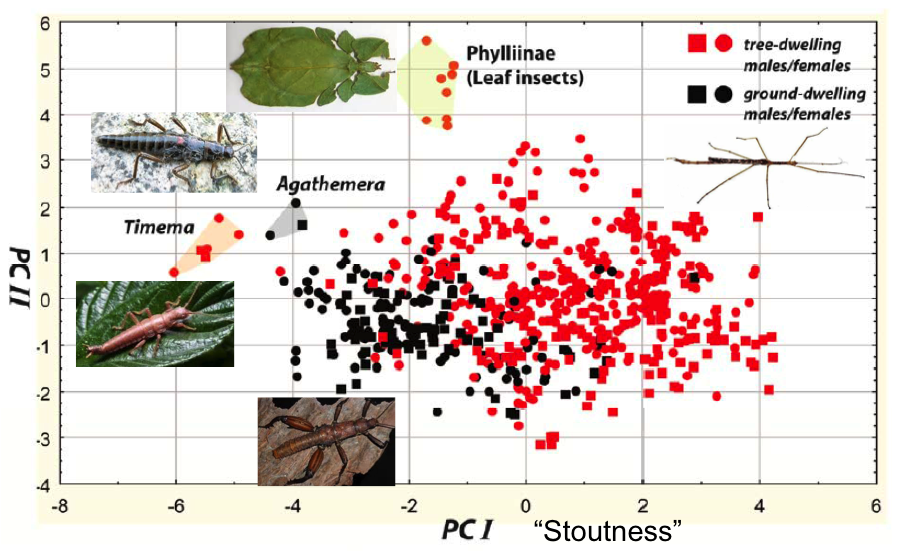 6
5
4
3
2
1
0
-1
-2
-3
-4
PC II
Phylliinae
(Leaf insects)
tree-dwelling
males/females
ground-dwelling
males/females
Agathemera
Timema
-8
-6
-4
-2
0
2
4
6
PC I "Stoutness"